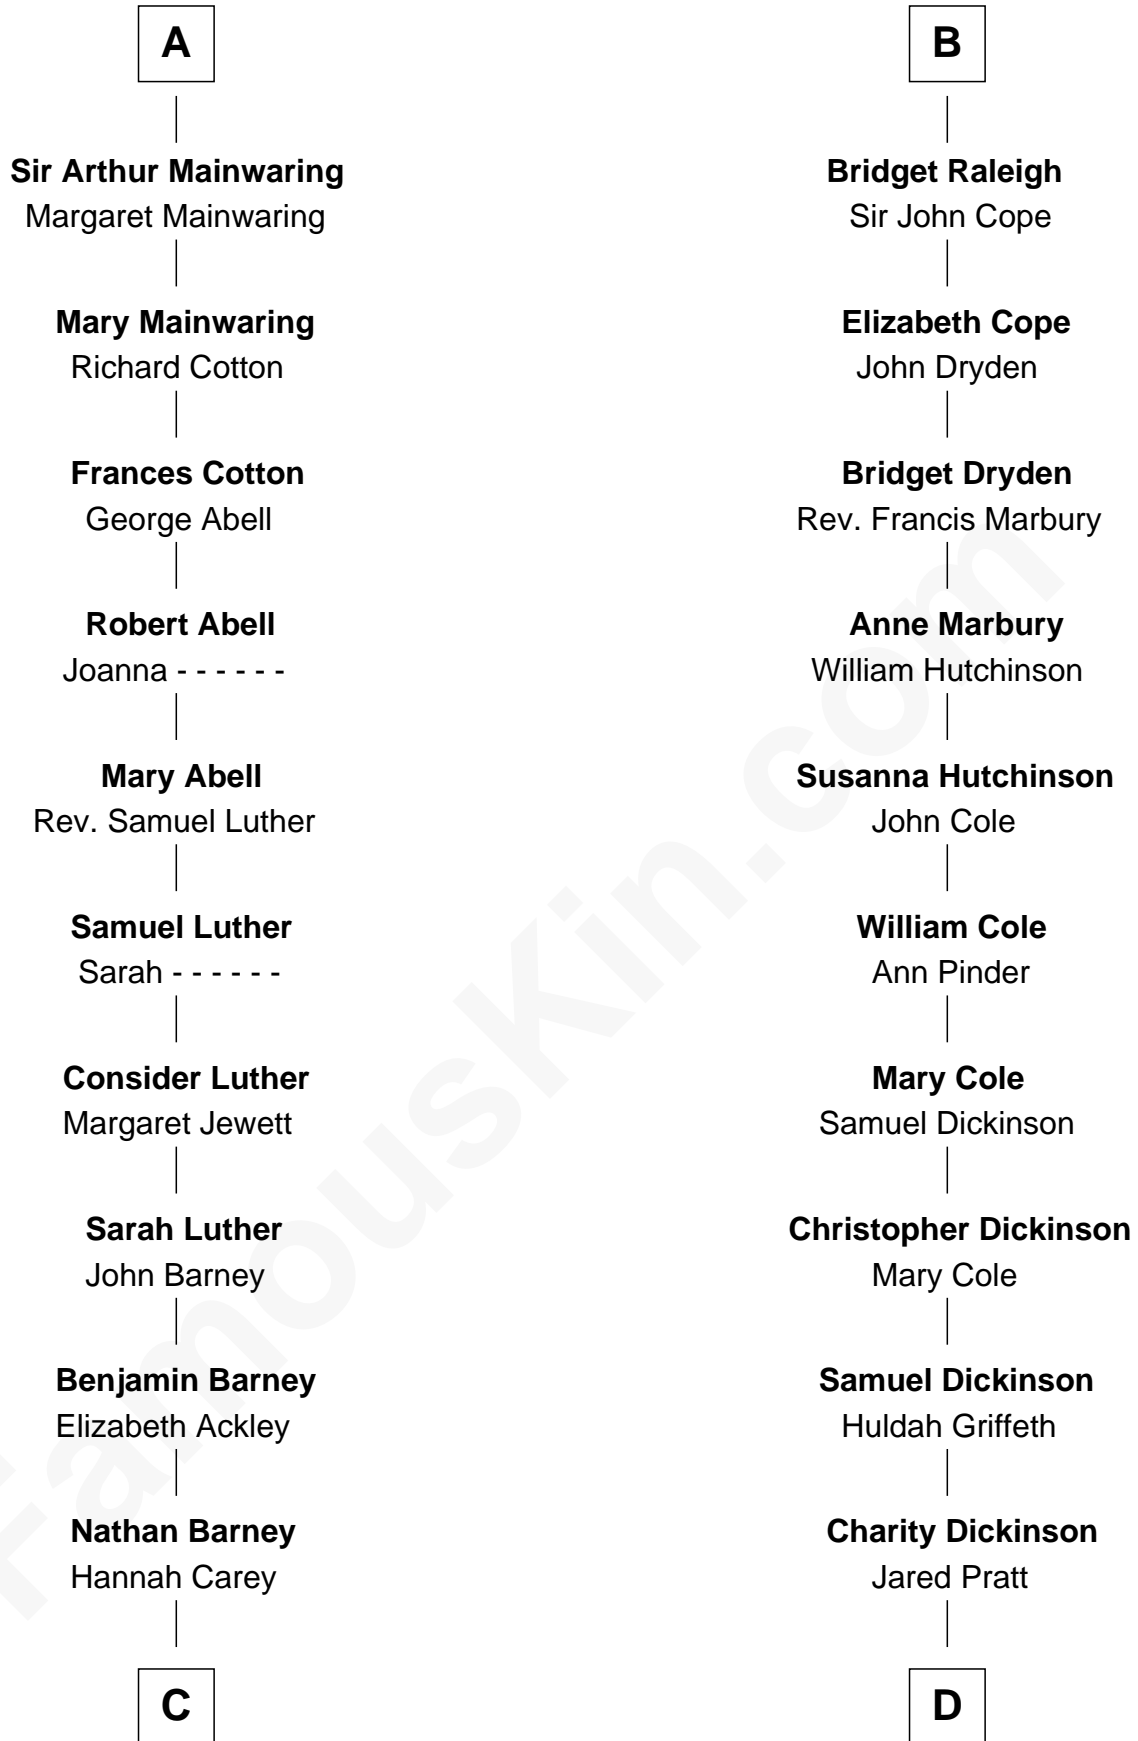 A
Sir Arthur Mainwaring
Margaret Mainwaring
Mary Mainwaring
Richard Cotton
Frances Cotton
George Abell
Robert Abell
Joanna - - - - - -
Mary Abell
Rev. Samuel Luther
Samuel Luther
Sarah - - - - - -
Consider Luther
Margaret Jewett
Sarah Luther
John Barney
Benjamin Barney
Elizabeth Ackley
Nathan Barney
Hannah Carey
C
B
Bridget Raleigh
Sir John Cope
Elizabeth Cope
John Dryden
Bridget Dryden
Rev. Francis Marbury
Anne Marbury
William Hutchinson
Susanna Hutchinson
John Cole
William Cole
Ann Pinder
Mary Cole
Samuel Dickinson
Christopher Dickinson
Mary Cole
Samuel Dickinson
Huldah Griffeth
Charity Dickinson
Jared Pratt
D
FamousKin.com